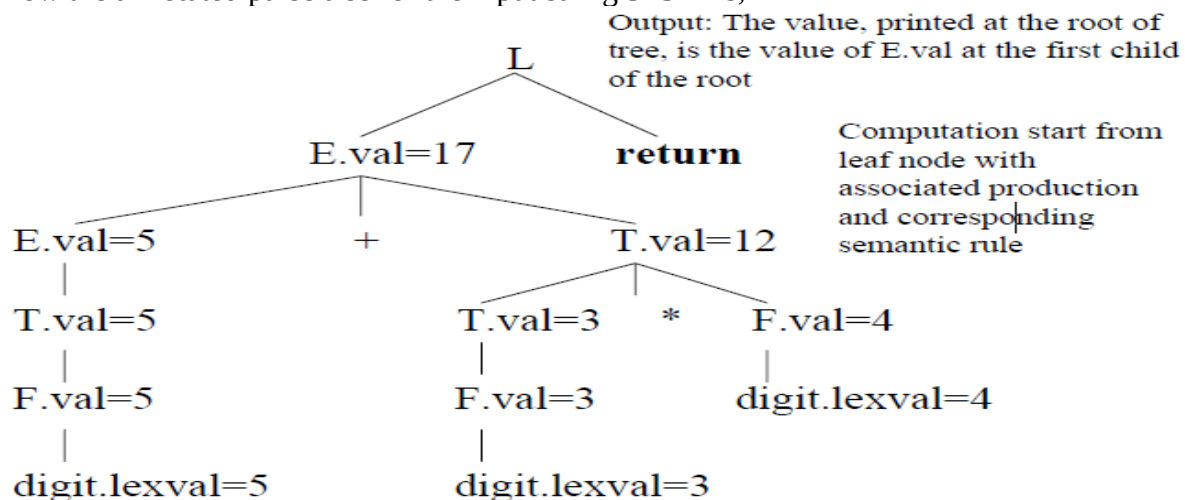 Output: The value, printed at the root of
tree, is the value of E.val at the first child
of the root
L
Computation start from
leaf node with
associated production
and corresponding
semantic rule
E.val=17 return
E.val=5 + T.val=12
T.val=5 T.val=3 * F.val=4
F.val=5 F.val=3 digit.lexval=4
digit.lexval=5 digit.lexval=3